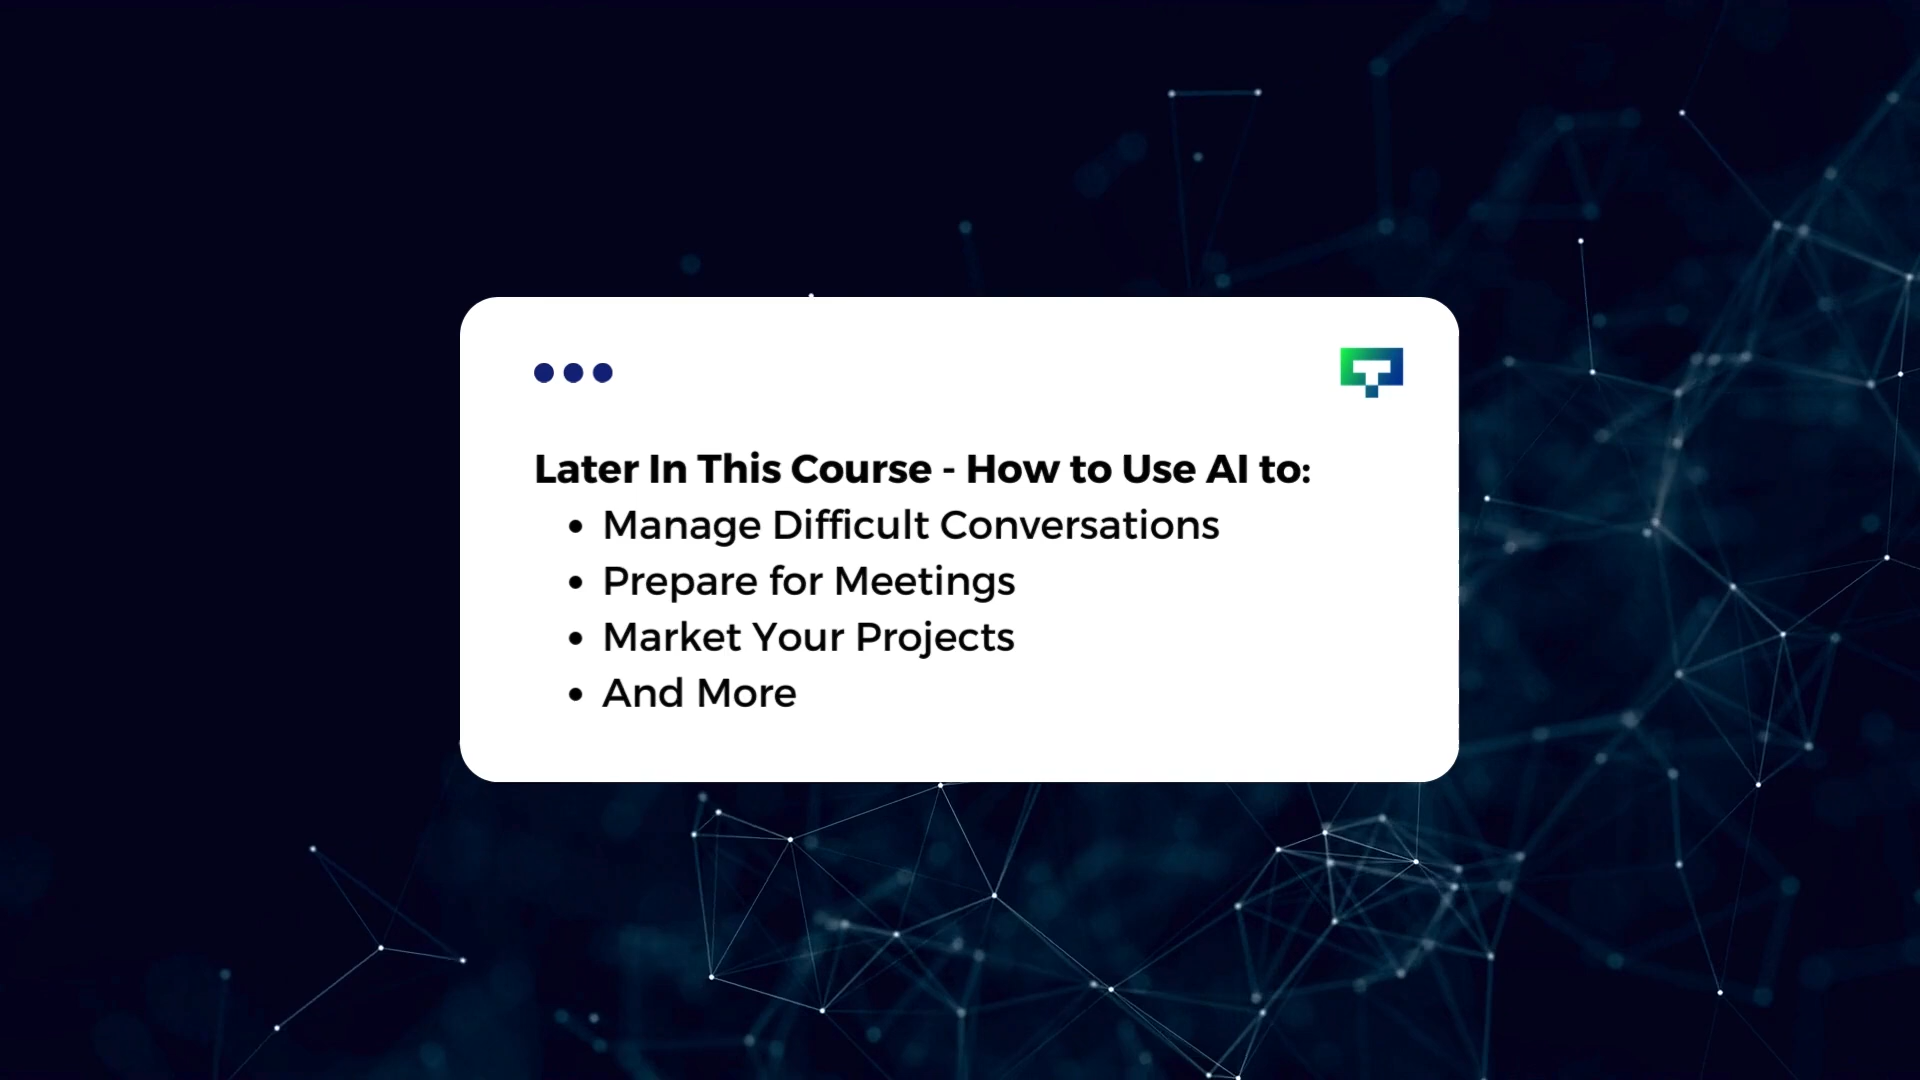 Later In This Course - How to Use AI to:
• Manage Difficult Conversations
• Prepare for Meetings
• Market Your Projects
• And More